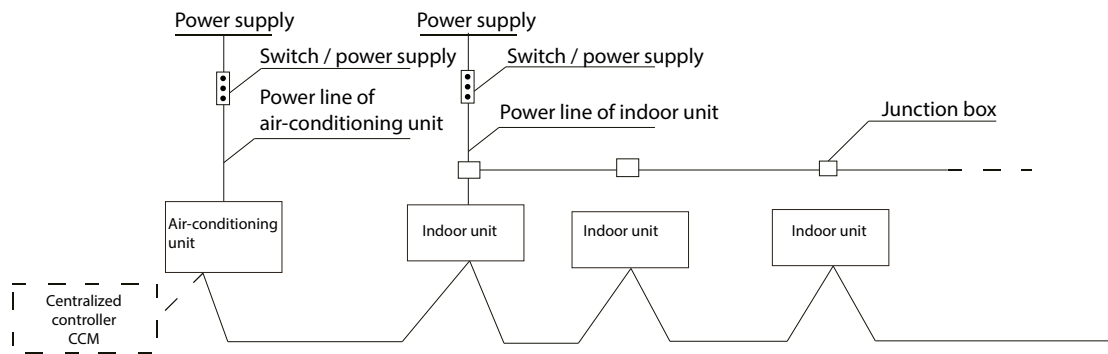 Power supply
Power supply
Switch / power supply
Switch / power supply
Power line of
air-conditioning unit
Power line of indoor unit
Junction box
Air-conditioning
unit
Indoor unit
Indoor unit
Indoor unit
Centralized
controller
CCM